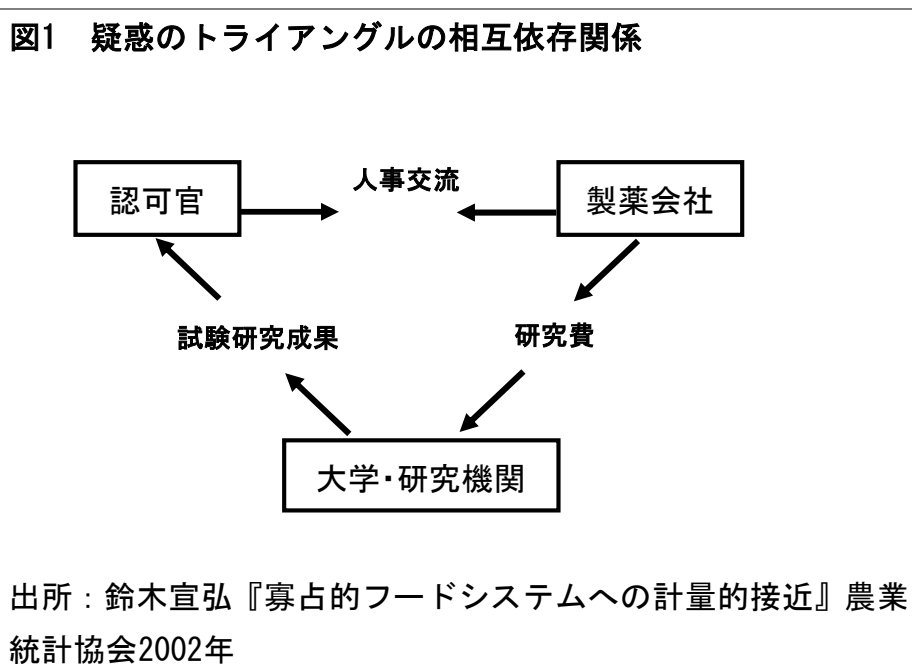 図1　疑惑のトライアングルの相互依存関係
人事交流
認可官
製薬会社
試験研究成果
研究費
大学・研究機関
出所：鈴木宣弘『寡占的フードシステムへの計量的接近』農業
統計協会2002年